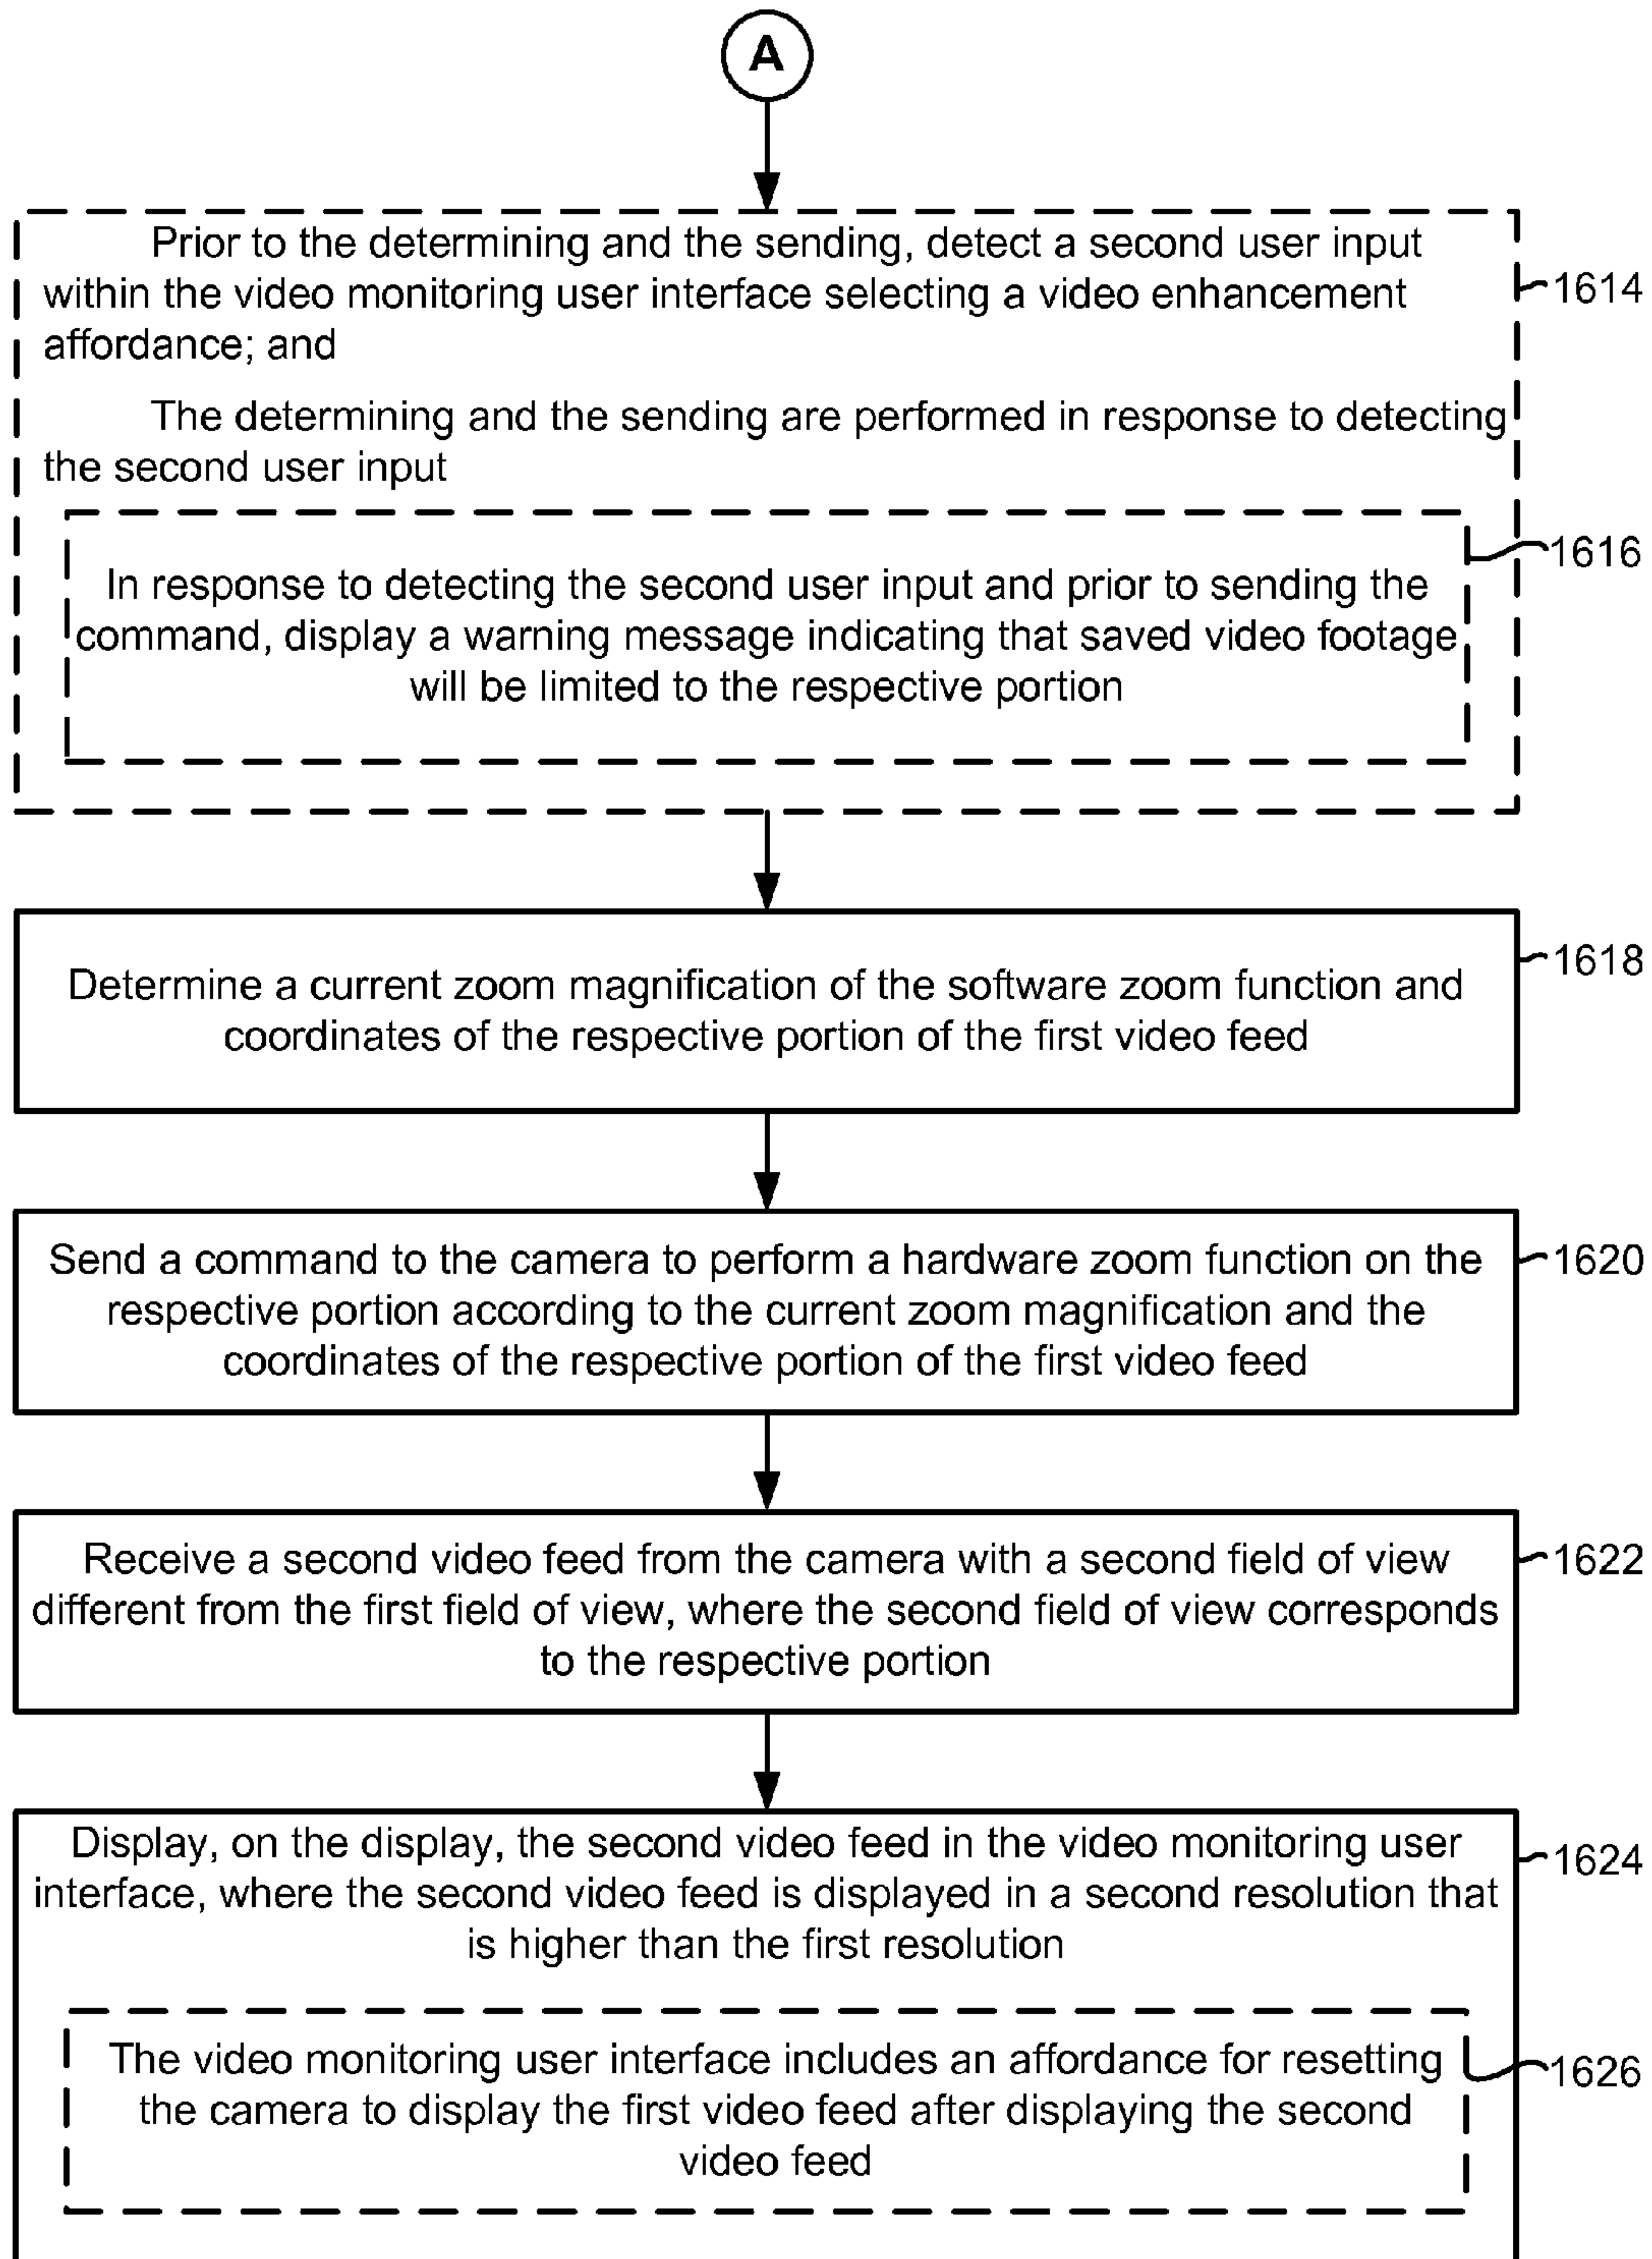 A
Prior to the determining and the sending, detect a second user input
within the video monitoring user interface selecting a video enhancement
affordance; and
1614
The determining and the sending are performed in response to detecting
the second user input
1616
In response to detecting the second user input and prior to sending the
command, display a warning message indicating that saved video footage
will be limited to the respective portion
1618
Determine a current zoom magnification of the software zoom function and
coordinates of the respective portion of the first video feed
1620
Send a command to the camera to perform a hardware zoom function on the
respective portion according to the current zoom magnification and the
coordinates of the respective portion of the first video feed
1622
Receive a second video feed from the camera with a second field of view
different from the first field of view, where the second field of view corresponds
to the respective portion
1624
Display, on the display, the second video feed in the video monitoring user
interface, where the second video feed is displayed in a second resolution that
is higher than the first resolution
1626
The video monitoring user interface includes an affordance for resetting
the camera to display the first video feed after displaying the second
video feed